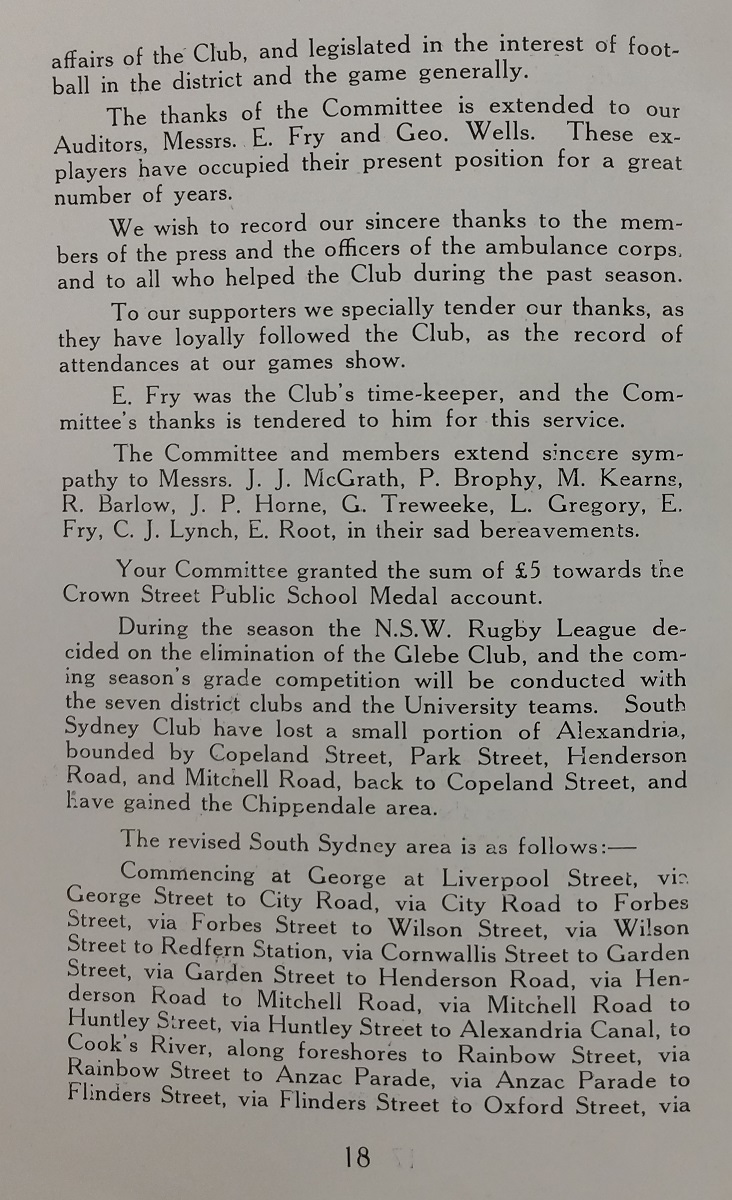 affairs of the Club, and legislated in the interest of foot-
ball in the district and the game generally.
The thanks of the Committee is extended to our
Auditors, Messrs. E. Fry and Geo. Wells. These ex-
players have occupied their present position for a great
number of years.
We wish to record our sincere thanks to the mem-
bers of the press and the officers of the ambulance corps,
and to all who helped the Club during the past season.
To our supporters we specially tender our thanks, as
they have loyally followed the Club, as the record of
attendances at our games show.
E. Fry was the Club's time-keeper, and the Com-
mittee's thanks is tendered to him for this service.
The Committee and members extend sincere sym-
pathy to Messrs. J. J. McGrath, P. Brophy, M. Kearns,
R. Barlow, J. P. Horne, G. Treweeke, L. Gregory, E.
Fry, C. J. Lynch, E. Root, in their sad bereavements.
Your Committee granted the sum of £5 towards the
Crown Street Public School Medal account.
During the season the N.S.W. Rugby League de-
cided on the elimination of the Glebe Club, and the com-
ing season's grade competition will be conducted with
the seven district clubs and the University teams. South
Sydney Club have lost a small portion of Alexandria,
bounded by Copeland Street, Park Street, Henderson
Road, and Mitchell Road, back to Copeland Street, and
have gained the Chippendale area.
The revised South Sydney area is as follows:—
Commencing at George at Liverpool Street, via
George Street to City Road, via City Road to Forbes
Street, via Forbes Street to Wilson Street, via Wilson
Street to Redfern Station, via Cornwallis Street to Garden
Street, via Garden Street to Henderson Road, via Hen-
derson Road to Mitchell Road, via Mitchell Road to
Huntley Street, via Huntley Street to Alexandria Canal, to
Cook's River, along foreshores to Rainbow Street, via
Rainbow Street to Anzac Parade, via Anzac Parade to
Flinders Street, via Flinders Street to Oxford Street, via
18